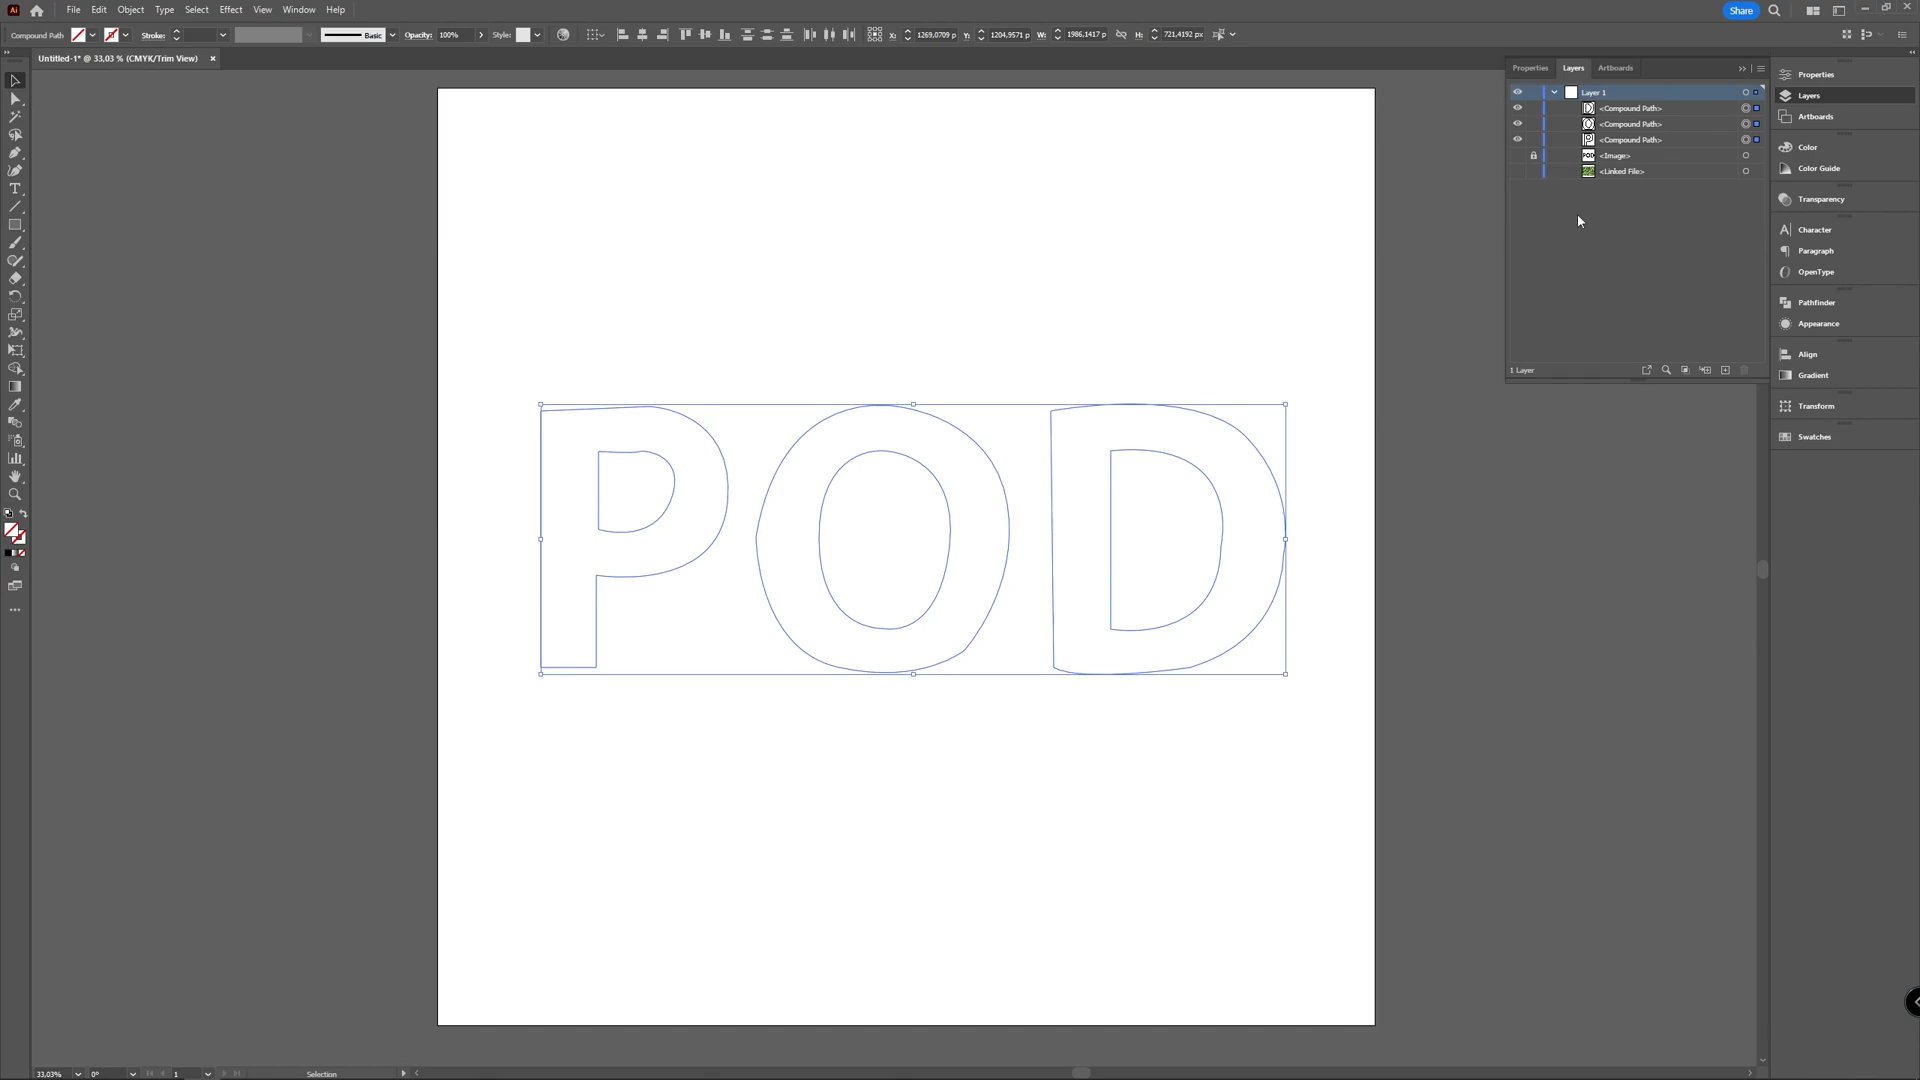 Ai File Edit Object Type Select Effect View Window Help Share
Compound Path Stroke: Basic Opacity: 100% Style: X: 1269,0709 p Y: 1204,9571 p W: 1986,1417 p H: 721,4192 px
Untitled-1* @ 33,03 % (CMYK/Trim View) ×
Properties Layers Artboards
Layer 1
<Compound Path>
<Compound Path>
<Compound Path>
POD <Image>
<Linked File>
1 Layer
Properties
Layers
Artboards
Color
Color Guide
Transparency
Character
Paragraph
OpenType
Pathfinder
Appearance
Align
Gradient
Transform
Swatches
POD
33,03% 0° 1 Selection